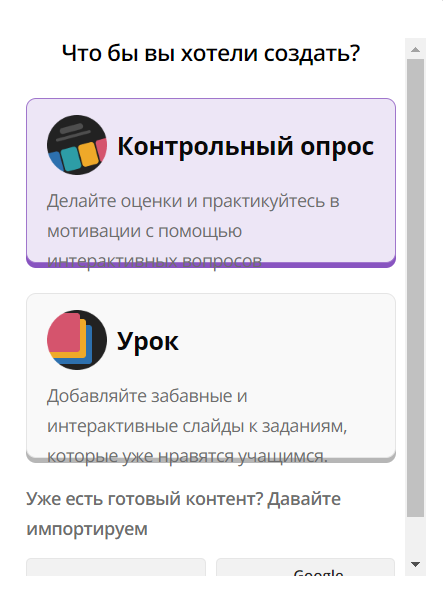 Что бы вы хотели создать?
Контрольный опрос
Делайте оценки и практикуйтесь в
мотивации с помощью
интерактивных вопросов.
Урок
Добавляйте забавные и
интерактивные слайды к заданиям,
которые уже нравятся учащимся.
Уже есть готовый контент? Давайте
импортируем
Google